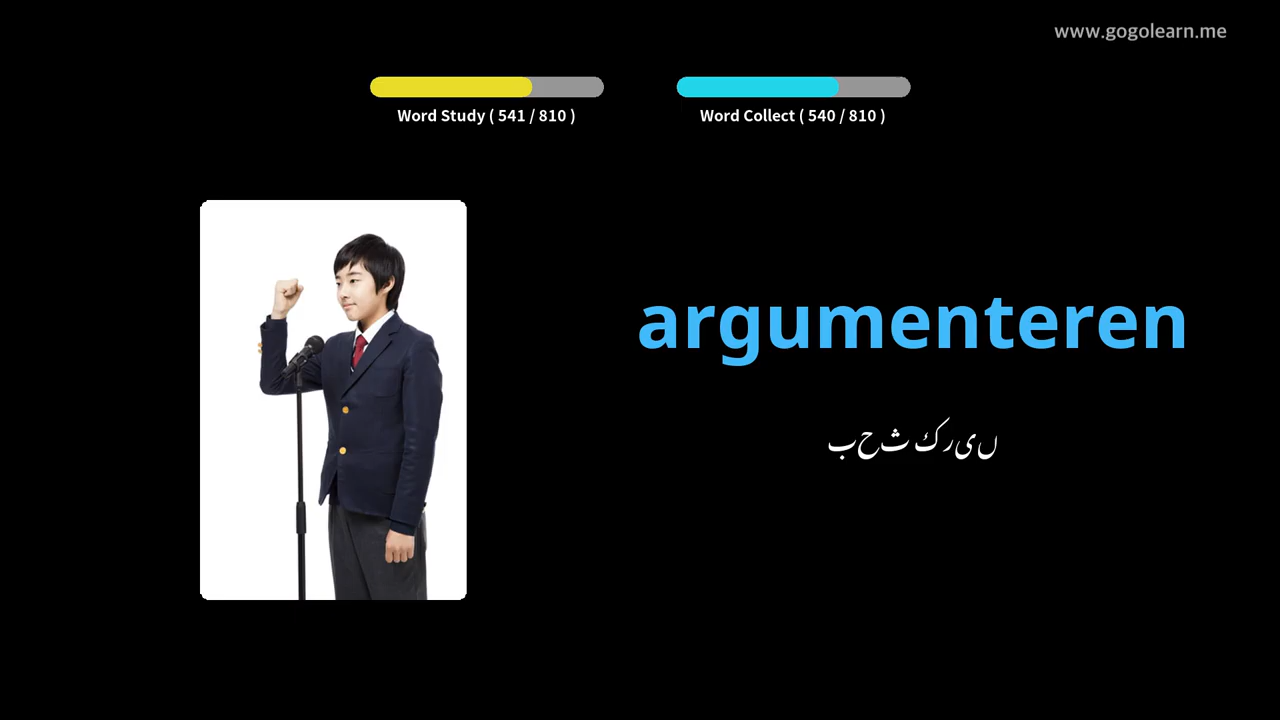 www.gogolearn.me
Word Study ( 541 / 810 )
Word Collect ( 540 / 810 )
argumenteren
بحث کریں